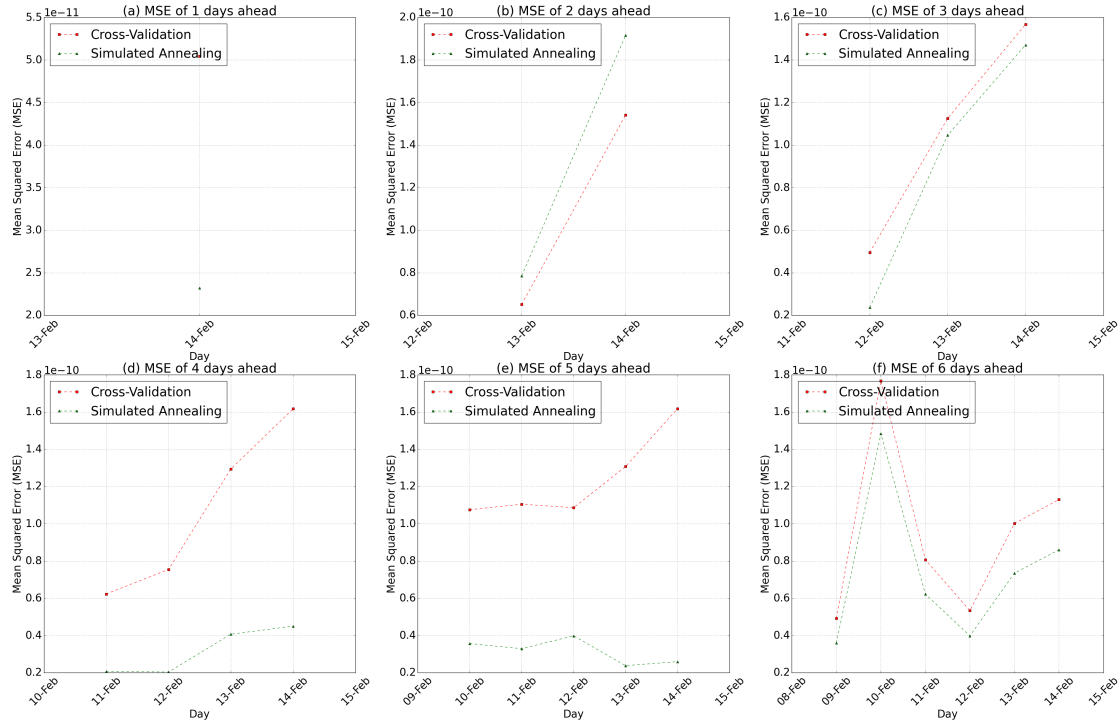 (a) MSE of 1 days ahead
1e−11
5.5
5.0
4.5
4.0
3.5
3.0
2.5
2.0
Mean Squared Error (MSE)
Cross-Validation
Simulated Annealing
13-Feb
14-Feb
15-Feb
Day
(b) MSE of 2 days ahead
1e−10
2.0
1.8
1.6
1.4
1.2
1.0
0.8
0.6
Mean Squared Error (MSE)
Cross-Validation
Simulated Annealing
12-Feb
13-Feb
14-Feb
15-Feb
Day
(c) MSE of 3 days ahead
1e−10
1.6
1.4
1.2
1.0
0.8
0.6
0.4
0.2
Mean Squared Error (MSE)
Cross-Validation
Simulated Annealing
11-Feb
12-Feb
13-Feb
14-Feb
15-Feb
Day
(d) MSE of 4 days ahead
1e−10
1.8
1.6
1.4
1.2
1.0
0.8
0.6
0.4
0.2
Mean Squared Error (MSE)
Cross-Validation
Simulated Annealing
10-Feb
11-Feb
12-Feb
13-Feb
14-Feb
15-Feb
Day
(e) MSE of 5 days ahead
1e−10
1.8
1.6
1.4
1.2
1.0
0.8
0.6
0.4
0.2
Mean Squared Error (MSE)
Cross-Validation
Simulated Annealing
09-Feb
10-Feb
11-Feb
12-Feb
13-Feb
14-Feb
15-Feb
Day
(f) MSE of 6 days ahead
1e−10
1.8
1.6
1.4
1.2
1.0
0.8
0.6
0.4
0.2
Mean Squared Error (MSE)
Cross-Validation
Simulated Annealing
08-Feb
09-Feb
10-Feb
11-Feb
12-Feb
13-Feb
14-Feb
15-Feb
Day